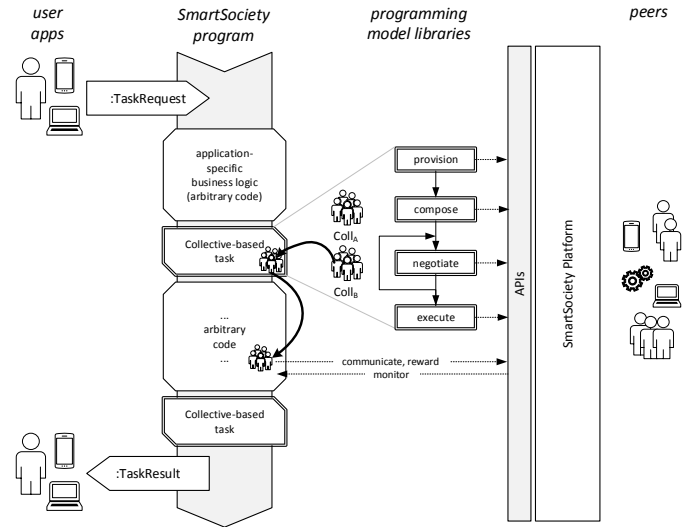 user
apps
SmartSociety
program
programming
model libraries
peers
:TaskRequest
application-
specific
business logic
(arbitrary code)
provision
compose
negotiate
execute
Coll_A
Coll_B
Collective-based
task
...
arbitrary
code
...
communicate, reward
monitor
Collective-based
task
:TaskResult
APIs
SmartSociety Platform